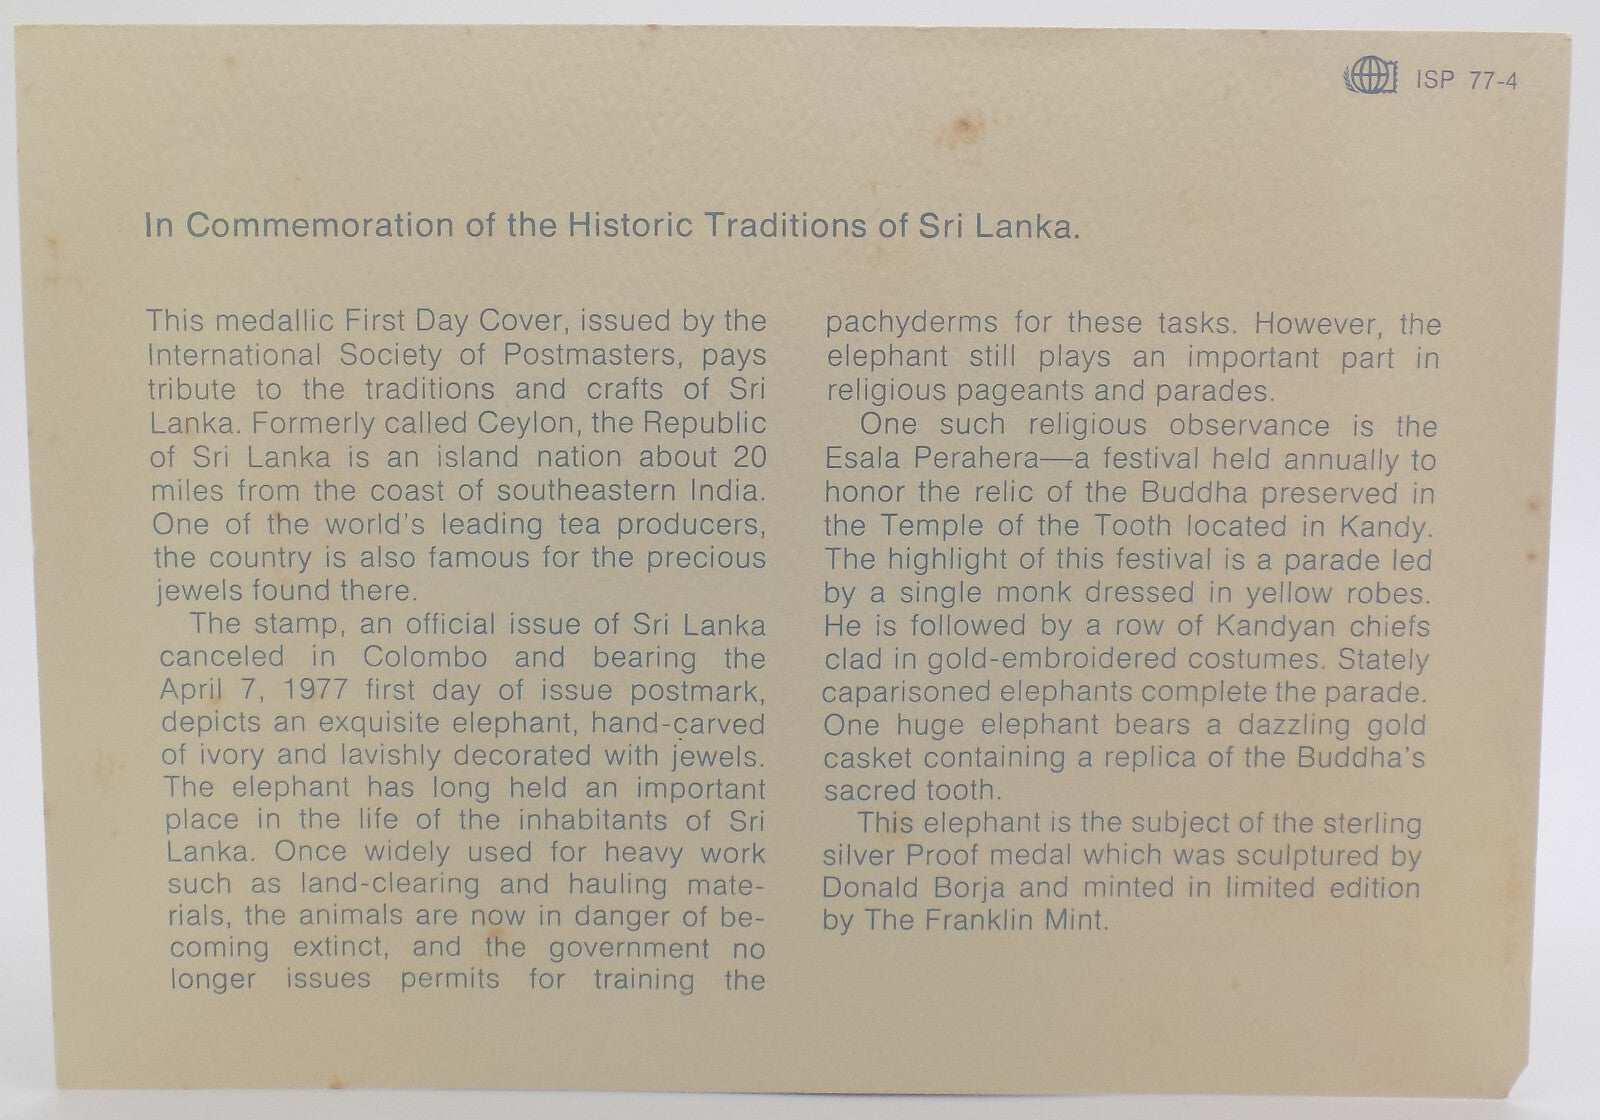 ISP 77-4
In Commemoration of the Historic Traditions of Sri Lanka.
This medallic First Day Cover, issued by the
International Society of Postmasters, pays
tribute to the traditions and crafts of Sri
Lanka. Formerly called Ceylon, the Republic
of Sri Lanka is an island nation about 20
miles from the coast of southeastern India.
One of the world's leading tea producers,
the country is also famous for the precious
jewels found there.
The stamp, an official issue of Sri Lanka
canceled in Colombo and bearing the
April 7, 1977 first day of issue postmark,
depicts an exquisite elephant, hand-carved
of ivory and lavishly decorated with jewels.
The elephant has long held an important
place in the life of the inhabitants of Sri
Lanka. Once widely used for heavy work
such as land-clearing and hauling mate-
rials, the animals are now in danger of be-
coming extinct, and the government no
longer issues permits for training the
pachyderms for these tasks. However, the
elephant still plays an important part in
religious pageants and parades.
One such religious observance is the
Esala Perahera—a festival held annually to
honor the relic of the Buddha preserved in
the Temple of the Tooth located in Kandy.
The highlight of this festival is a parade led
by a single monk dressed in yellow robes.
He is followed by a row of Kandyan chiefs
clad in gold-embroidered costumes. Stately
caparisoned elephants complete the parade.
One huge elephant bears a dazzling gold
casket containing a replica of the Buddha's
sacred tooth.
This elephant is the subject of the sterling
silver Proof medal which was sculptured by
Donald Borja and minted in limited edition
by The Franklin Mint.